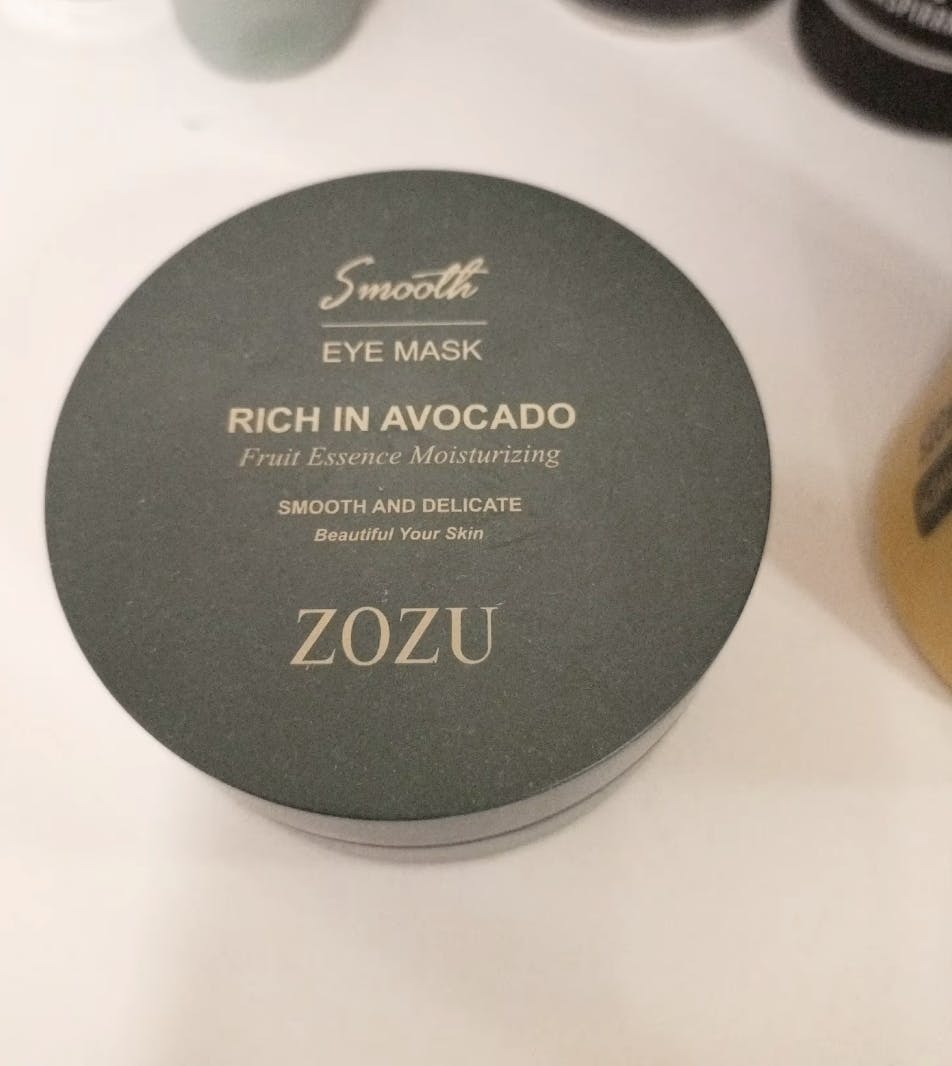 Smooth
EYE MASK
RICH IN AVOCADO
Fruit Essence Moisturizing
SMOOTH AND DELICATE
Beautiful Your Skin
ZOZU